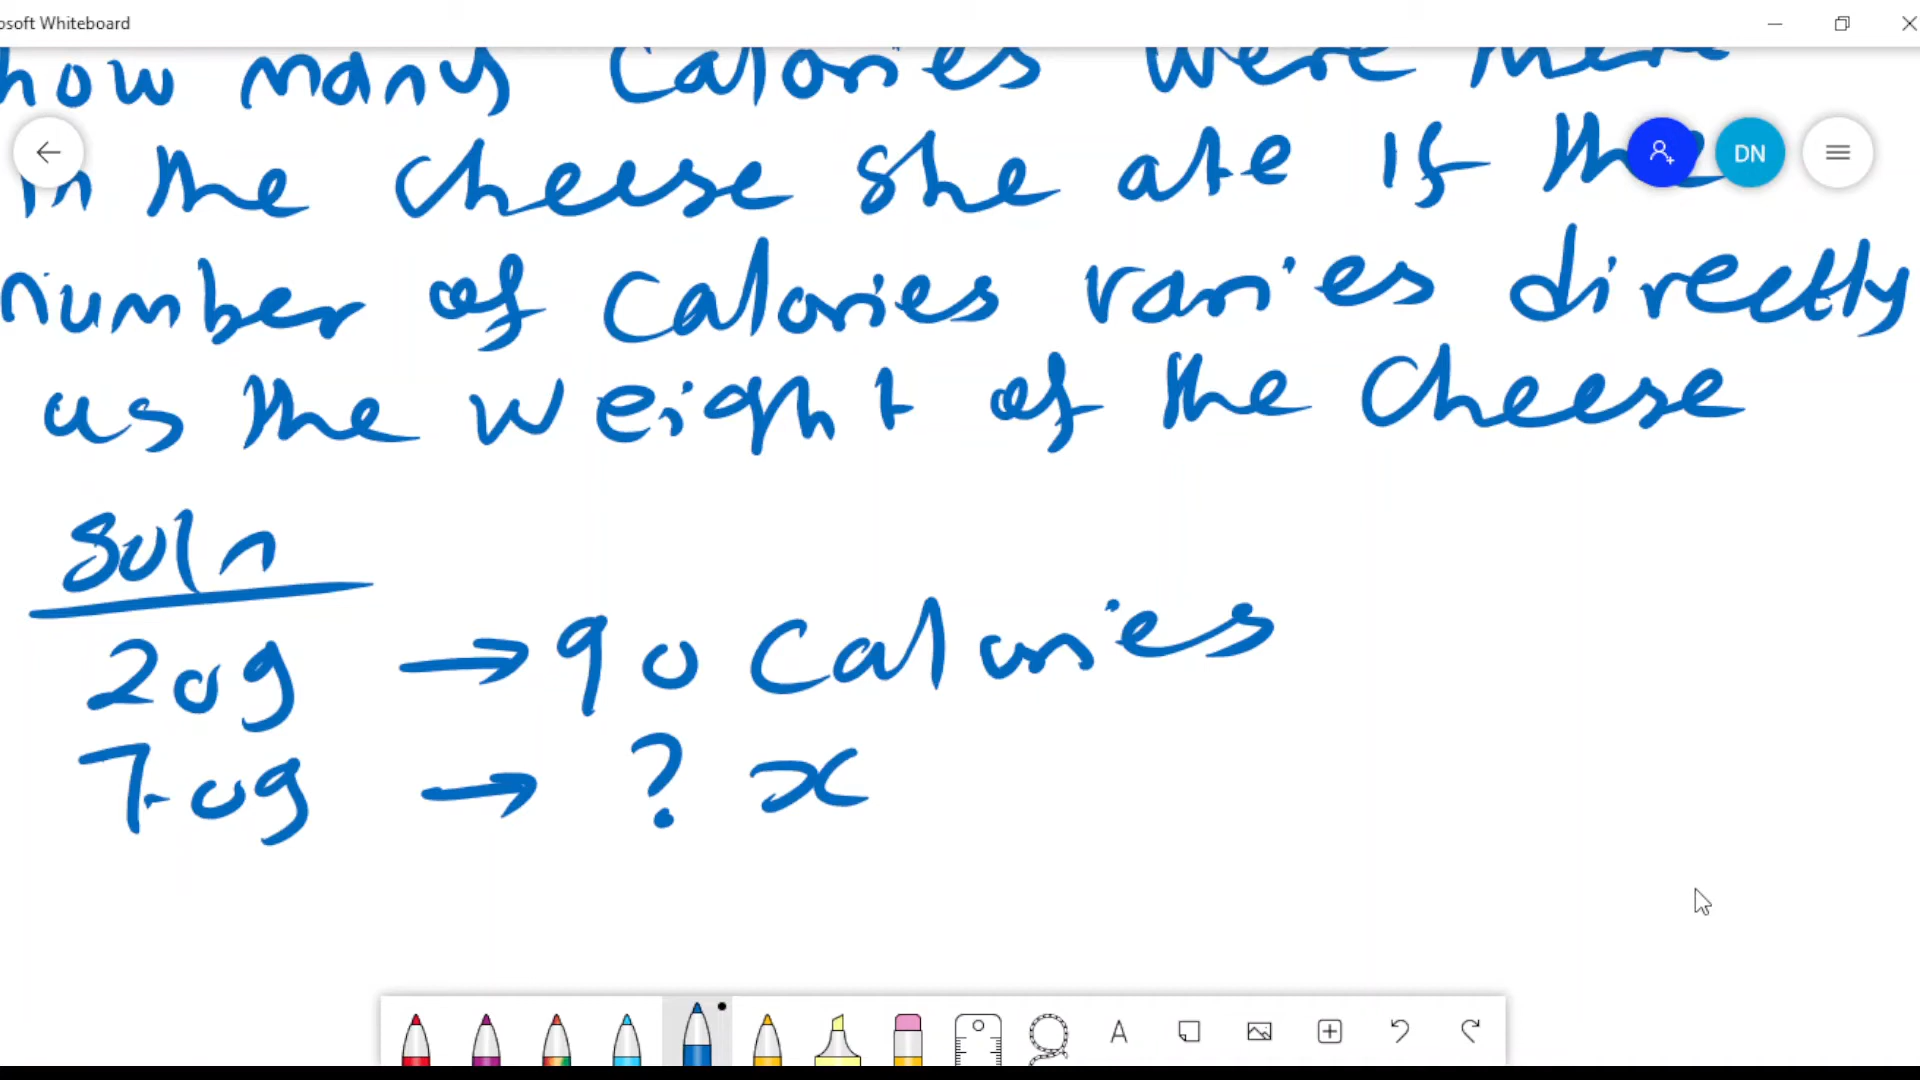 osoft Whiteboard
how many Calories were there
in the cheese she ate if the
DN
number of Calories varies directly
as the weight of the cheese
soln
20g → 90 Calories
70g → ? x
A